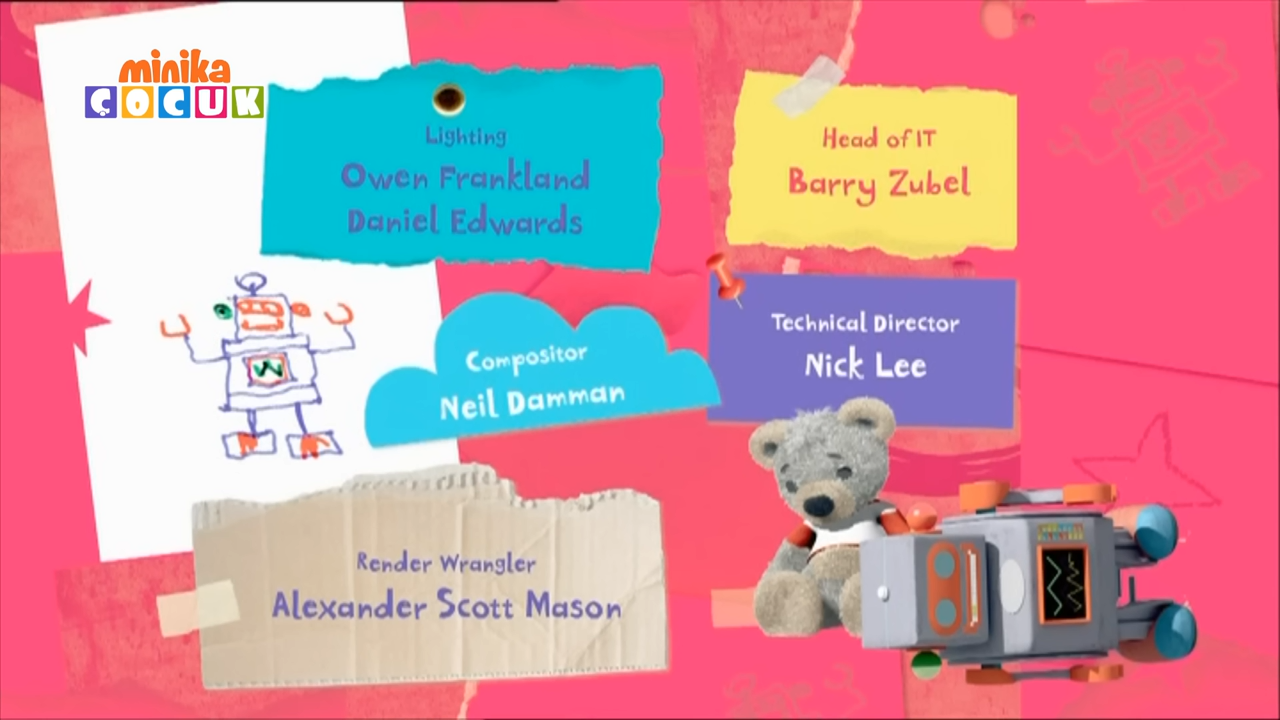 minika
ÇOCUK
Lighting
Owen Frankland
Daniel Edwards
Head of IT
Barry Zubel
Compositor
Neil Damman
Technical Director
Nick Lee
Render Wrangler
Alexander Scott Mason